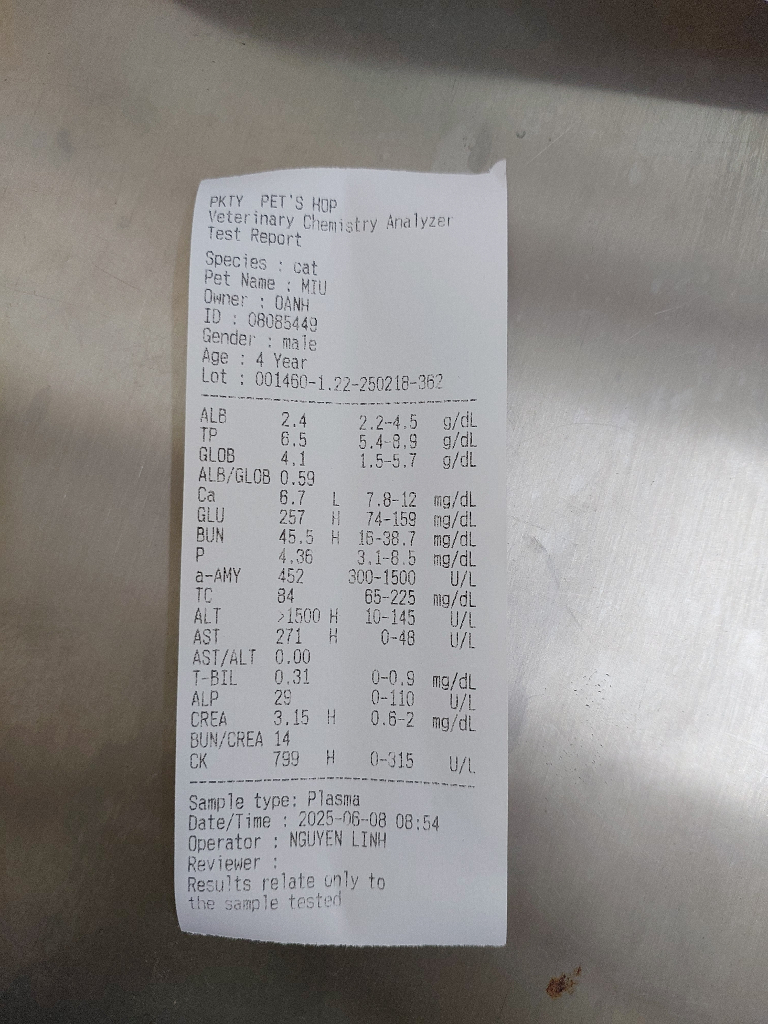 PKTY PET'S HOP
Veterinary Chemistry Analyzer
Test Report
Species : cat
Pet Name : MIU
Owner : OANH
ID : 08085449
Gender : male
Age : 4 Year
Lot : 001460-1.22-250218-362
ALB 2.4 2.2-4.5 g/dL
TP 6.5 5.4-8.9 g/dL
GLOB 4.1 1.5-5.7 g/dL
ALB/GLOB 0.59
Ca 6.7 L 7.8-12 mg/dL
GLU 257 H 74-159 mg/dL
BUN 45.5 H 16-38.7 mg/dL
P 4.36 3.1-8.5 mg/dL
a-AMY 452 300-1500 U/L
TC 84 65-225 mg/dL
ALT >1500 H 10-145 U/L
AST 271 H 0-48 U/L
AST/ALT 0.00
T-BIL 0.31 0-0.9 mg/dL
ALP 29 0-110 U/L
CREA 3.15 H 0.6-2 mg/dL
BUN/CREA 14
CK 799 H 0-315 U/L
Sample type: Plasma
Date/Time : 2025-06-08 08:54
Operator : NGUYEN LINH
Reviewer :
Results relate only to
the sample tested